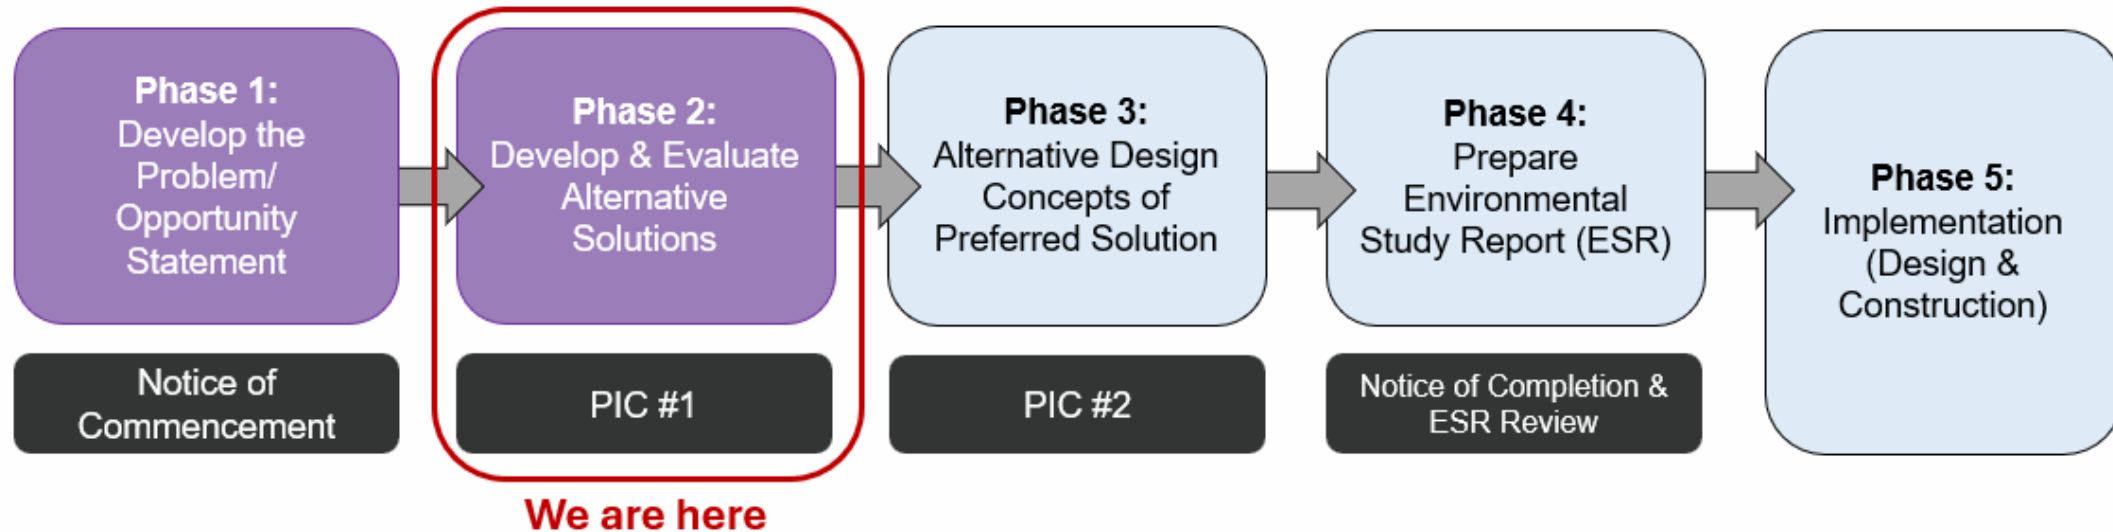 Phase 1:
Develop the
Problem/
Opportunity
Statement
Notice of
Commencement
Phase 2:
Develop & Evaluate
Alternative
Solutions
PIC #1
We are here
Phase 3:
Alternative Design
Concepts of
Preferred Solution
PIC #2
Phase 4:
Prepare
Environmental
Study Report (ESR)
Notice of Completion &
ESR Review
Phase 5:
Implementation
(Design &
Construction)